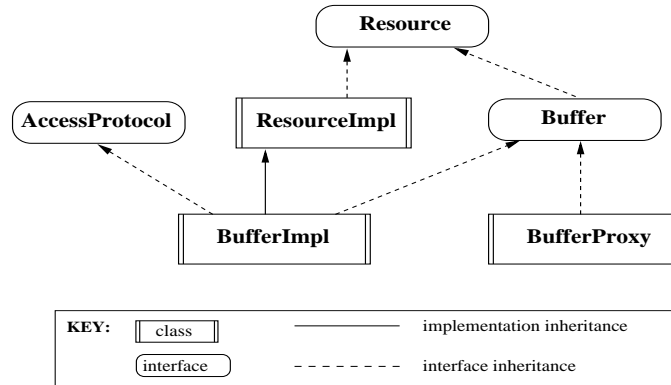 Resource
AccessProtocol
ResourceImpl
Buffer
BufferImpl
BufferProxy
KEY:
class
implementation inheritance
interface
interface inheritance